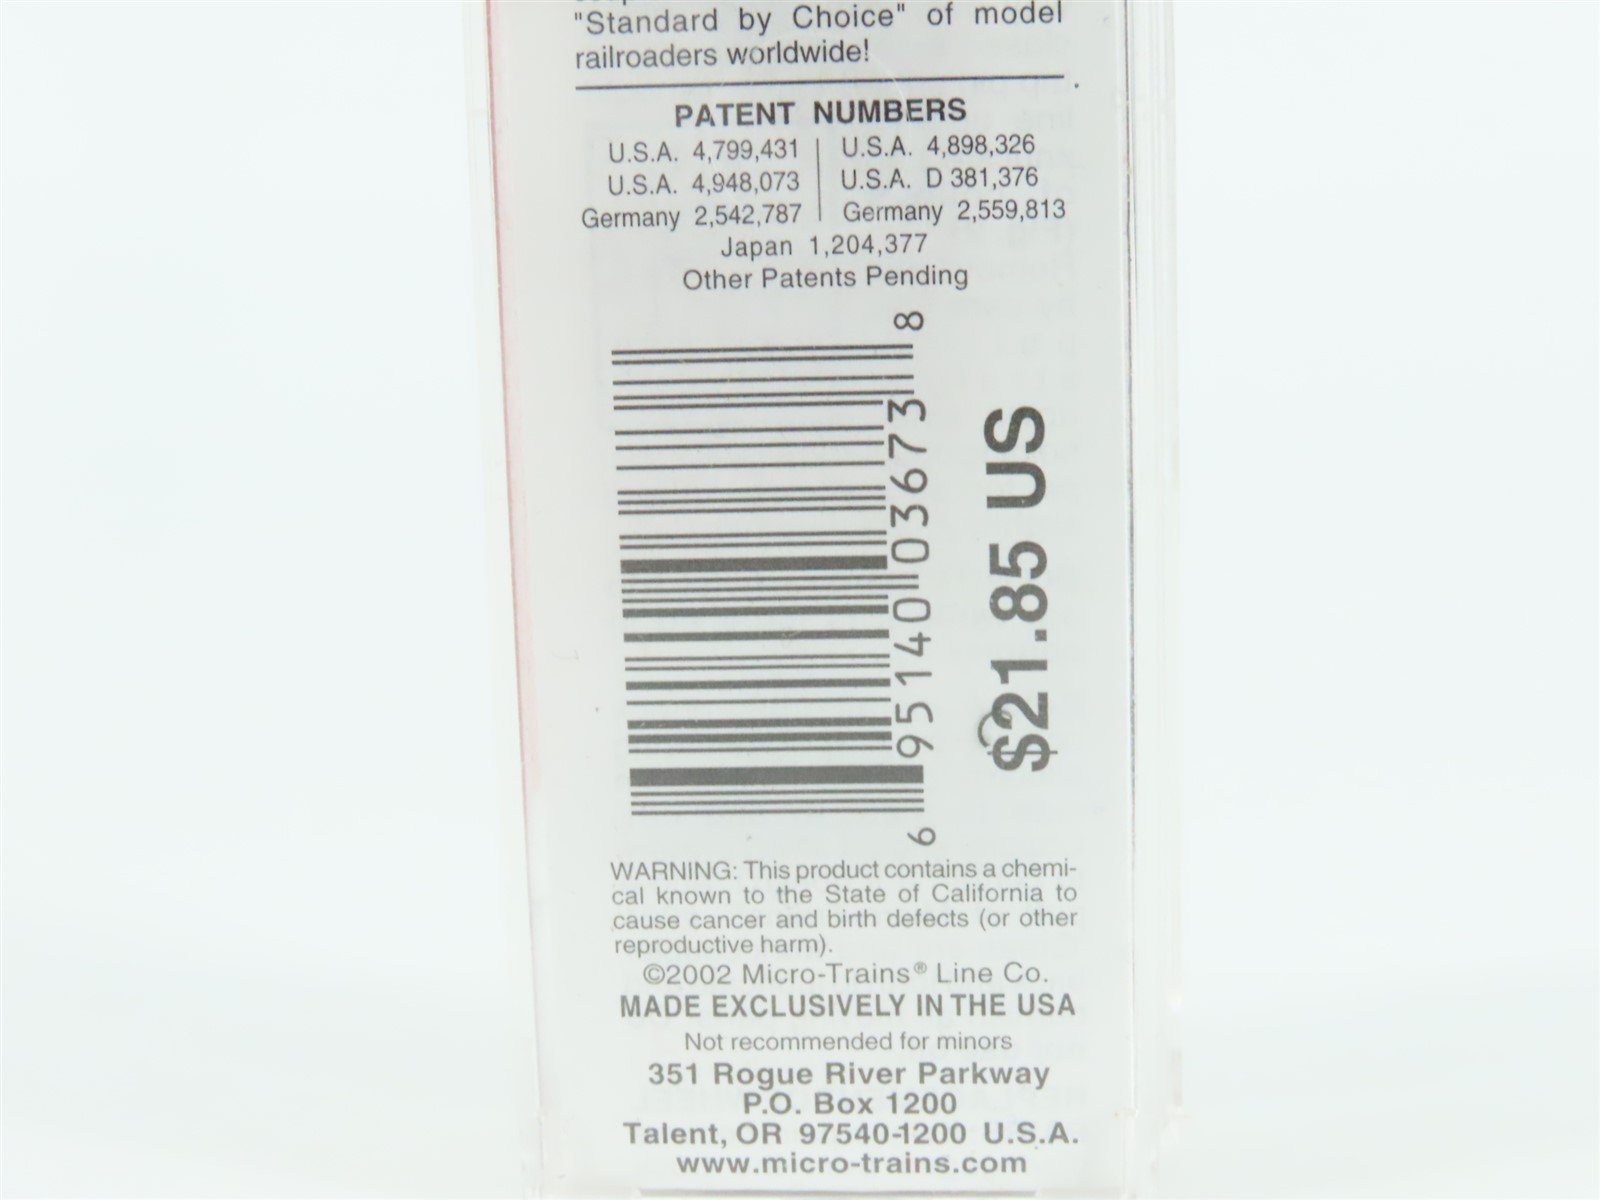 "Standard by Choice" of model
railroaders worldwide!
PATENT NUMBERS
U.S.A. 4,799,431 U.S.A. 4,898,326
U.S.A. 4,948,073 U.S.A. D 381,376
Germany 2,542,787 Germany 2,559,813
Japan 1,204,377
Other Patents Pending
6 95140 03673 8
$21.85 US
WARNING: This product contains a chemi-
cal known to the State of California to
cause cancer and birth defects (or other
reproductive harm).
©2002 Micro-Trains® Line Co.
MADE EXCLUSIVELY IN THE USA
Not recommended for minors
351 Rogue River Parkway
P.O. Box 1200
Talent, OR 97540-1200 U.S.A.
www.micro-trains.com